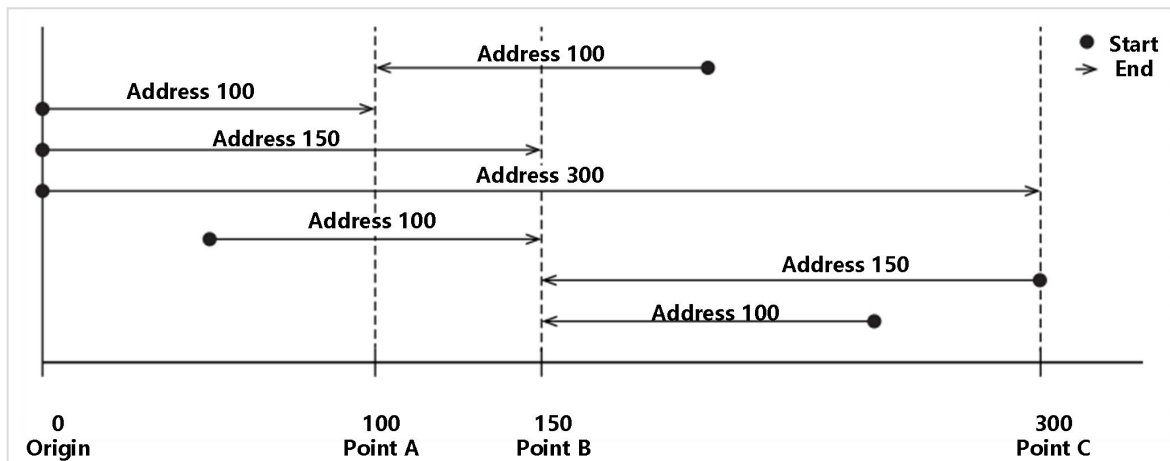 Address 100
Start
End
Address 100
Address 150
Address 300
Address 100
Address 150
Address 100
0
Origin
100
Point A
150
Point B
300
Point C